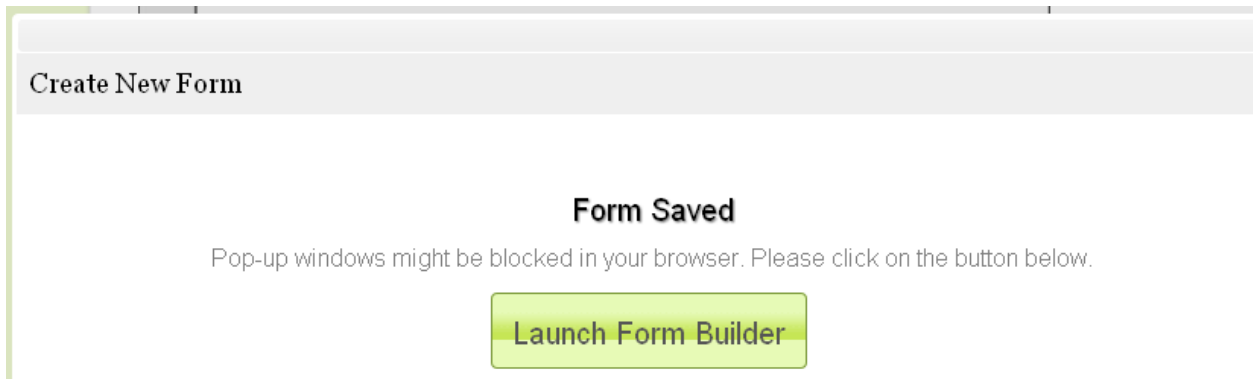 Create New Form
Form Saved
Pop-up windows might be blocked in your browser. Please click on the button below.
Launch Form Builder